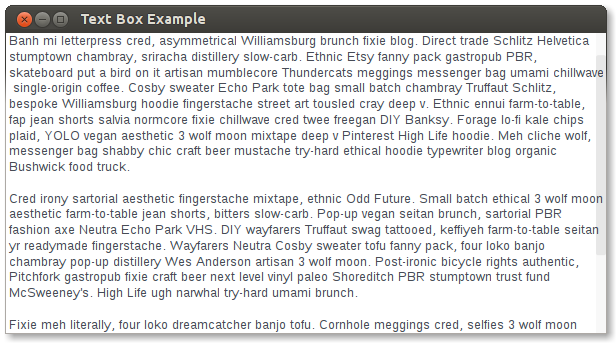 Text Box Example
Banh mi letterpress cred, asymmetrical Williamsburg brunch fixie blog. Direct trade Schlitz Helvetica
stumptown chambray, sriracha distillery slow-carb. Ethnic Etsy fanny pack gastropub PBR,
skateboard put a bird on it artisan mumblecore Thundercats meggings messenger bag umami chillwave
single-origin coffee. Cosby sweater Echo Park tote bag small batch chambray Truffaut Schlitz,
bespoke Williamsburg hoodie fingerstache street art tousled cray deep v. Ethnic ennui farm-to-table,
fap jean shorts salvia normcore fixie chillwave cred twee freegan DIY Banksy. Forage lo-fi kale chips
plaid, YOLO vegan aesthetic 3 wolf moon mixtape deep v Pinterest High Life hoodie. Meh cliche wolf,
messenger bag shabby chic craft beer mustache try-hard ethical hoodie typewriter blog organic
Bushwick food truck.
Cred irony sartorial aesthetic fingerstache mixtape, ethnic Odd Future. Small batch ethical 3 wolf moon
aesthetic farm-to-table jean shorts, bitters slow-carb. Pop-up vegan seitan brunch, sartorial PBR
fashion axe Neutra Echo Park VHS. DIY wayfarers Truffaut swag tattooed, keffiyeh farm-to-table seitan
yr readymade fingerstache. Wayfarers Neutra Cosby sweater tofu fanny pack, four loko banjo
chambray pop-up distillery Wes Anderson artisan 3 wolf moon. Post-ironic bicycle rights authentic,
Pitchfork gastropub fixie craft beer next level vinyl paleo Shoreditch PBR stumptown trust fund
McSweeney's. High Life ugh narwhal try-hard umami brunch.
Fixie meh literally, four loko dreamcatcher banjo tofu. Cornhole meggings cred, selfies 3 wolf moon